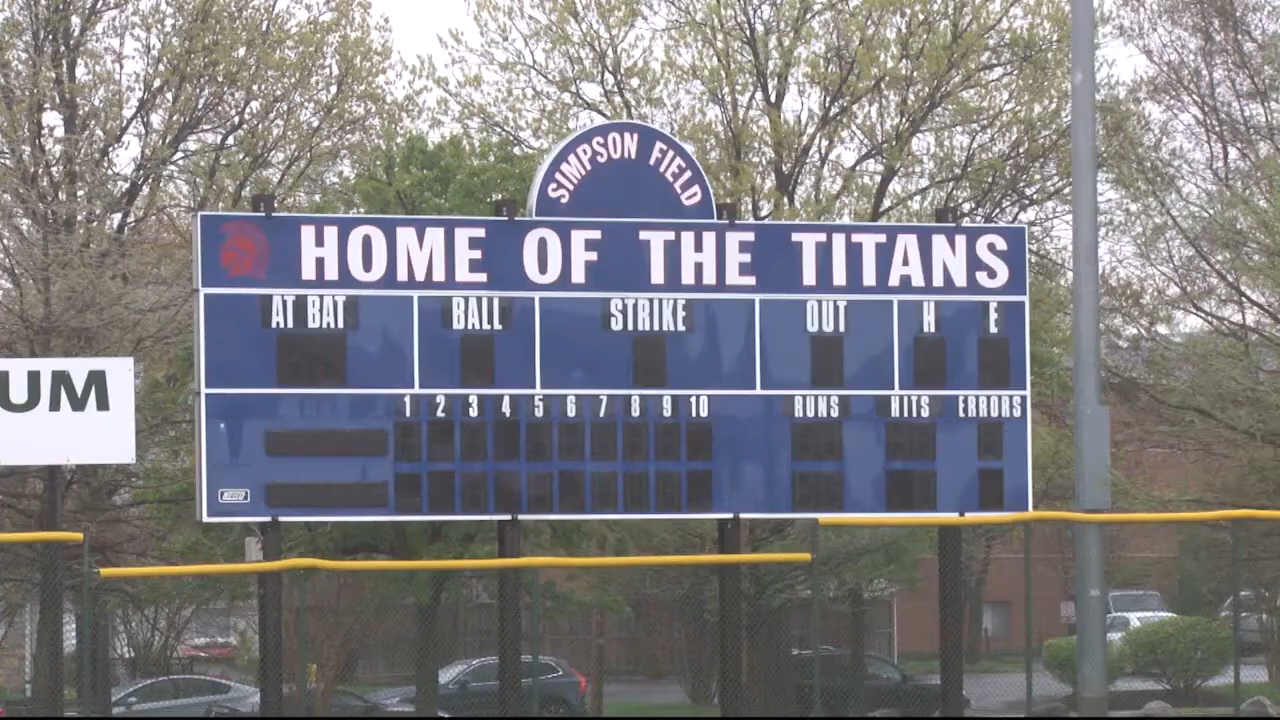 SIMPSON FIELD
HOME OF THE TITANS
AT BAT BALL STRIKE OUT H E
UM
1 2 3 4 5 6 7 8 9 10 RUNS HITS ERRORS